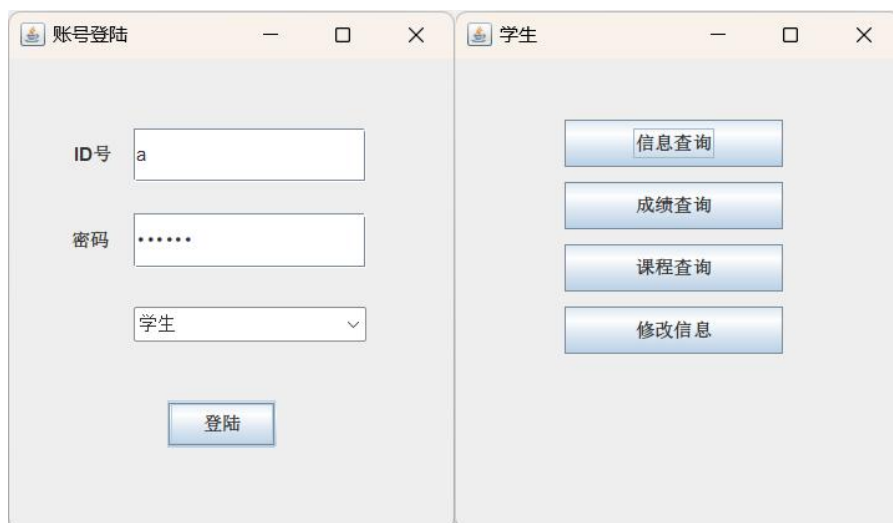 账号登陆
ID号
a
密码
••••••
学生
登陆
学生
信息查询
成绩查询
课程查询
修改信息